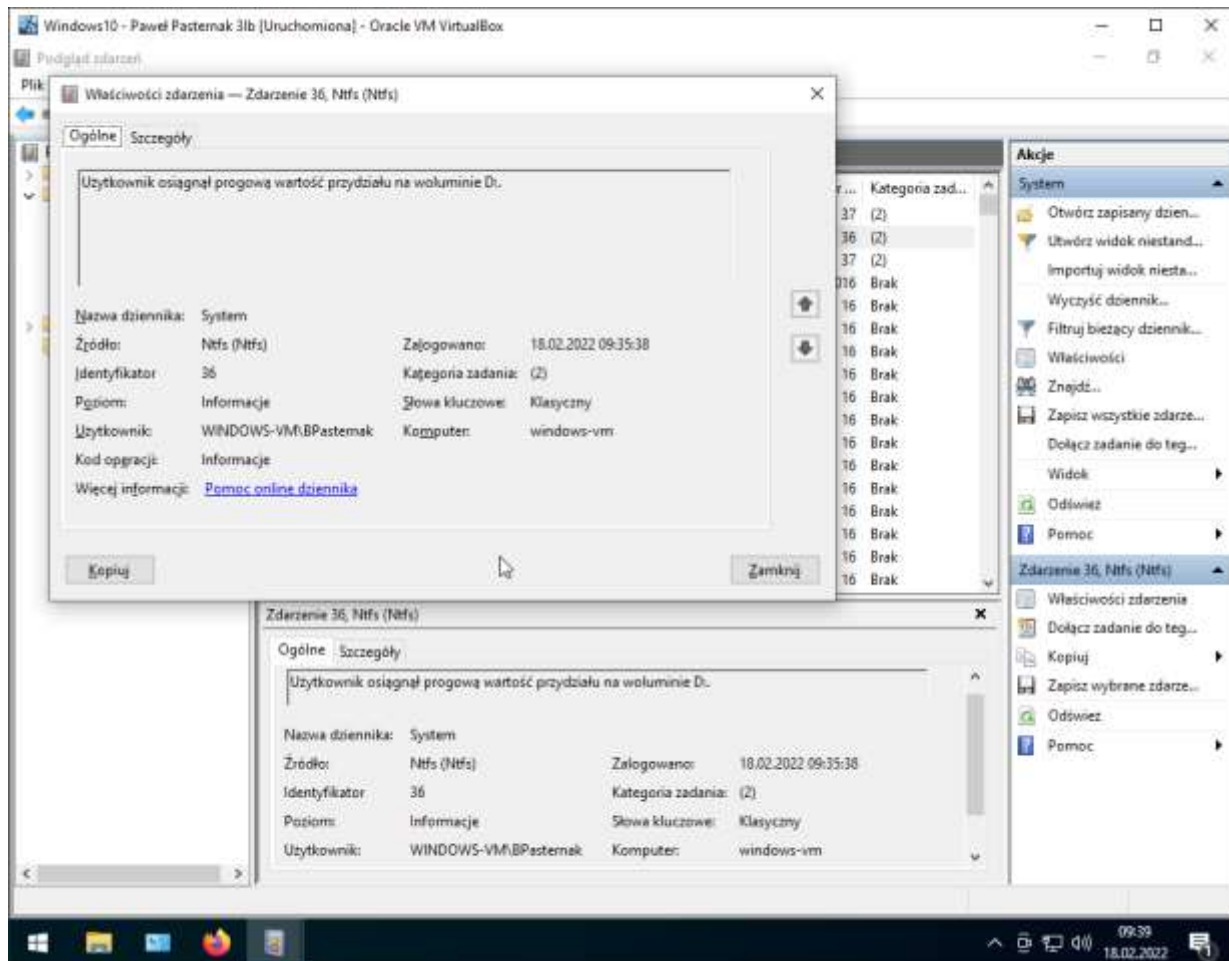 Windows10 - Paweł Pasternak 3Ib [Uruchomiona] - Oracle VM VirtualBox
Podgląd zdarzeń
Plik
Właściwości zdarzenia — Zdarzenie 36, Ntfs (Ntfs)
Ogólne Szczegóły
Użytkownik osiągnął progową wartość przydziału na woluminie D:.
Nazwa dziennika: System
Źródło: Ntfs (Ntfs) Zalogowano: 18.02.2022 09:35:38
Identyfikator 36 Kategoria zadania: (2)
Poziom: Informacje Słowa kluczowe: Klasyczny
Użytkownik: WINDOWS-VM\BPasternak Komputer: windows-vm
Kod operacji: Informacje
Więcej informacji: Pomoc online dziennika
Kopiuj Zamknij
Kategoria zad...
37 (2)
36 (2)
37 (2)
016 Brak
16 Brak
16 Brak
16 Brak
16 Brak
16 Brak
16 Brak
16 Brak
16 Brak
16 Brak
16 Brak
16 Brak
16 Brak
16 Brak
Zdarzenie 36, Ntfs (Ntfs)
Ogólne Szczegóły
Użytkownik osiągnął progową wartość przydziału na woluminie D:.
Nazwa dziennika: System
Źródło: Ntfs (Ntfs) Zalogowano: 18.02.2022 09:35:38
Identyfikator 36 Kategoria zadania: (2)
Poziom: Informacje Słowa kluczowe: Klasyczny
Użytkownik: WINDOWS-VM\BPasternak Komputer: windows-vm
Akcje
System
Otwórz zapisany dzien...
Utwórz widok niestand...
Importuj widok niesta...
Wyczyść dziennik...
Filtruj bieżący dziennik...
Właściwości
Znajdź...
Zapisz wszystkie zdarze...
Dołącz zadanie do teg...
Widok
Odśwież
Pomoc
Zdarzenie 36, Ntfs (Ntfs)
Właściwości zdarzenia
Dołącz zadanie do teg...
Kopiuj
Zapisz wybrane zdarze...
Odśwież
Pomoc
09:39
18.02.2022
1